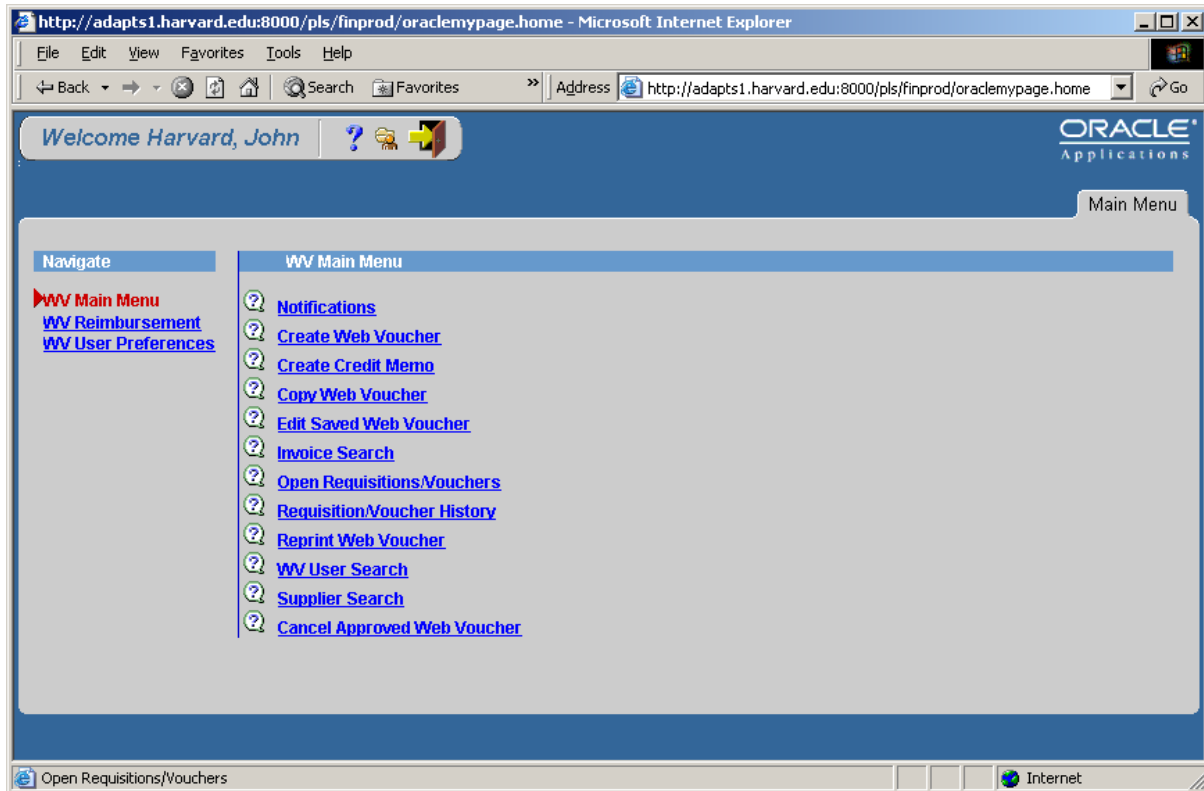 http://adapts1.harvard.edu:8000/pls/finprod/oraclemypage.home - Microsoft Internet Explorer
File Edit View Favorites Tools Help
Back Search Favorites » Address http://adapts1.harvard.edu:8000/pls/finprod/oraclemypage.home Go
Welcome Harvard, John
ORACLE
Applications
Main Menu
Navigate
WV Main Menu
WV Reimbursement
WV User Preferences
WV Main Menu
Notifications
Create Web Voucher
Create Credit Memo
Copy Web Voucher
Edit Saved Web Voucher
Invoice Search
Open Requisitions/Vouchers
Requisition/Voucher History
Reprint Web Voucher
WV User Search
Supplier Search
Cancel Approved Web Voucher
Open Requisitions/Vouchers Internet